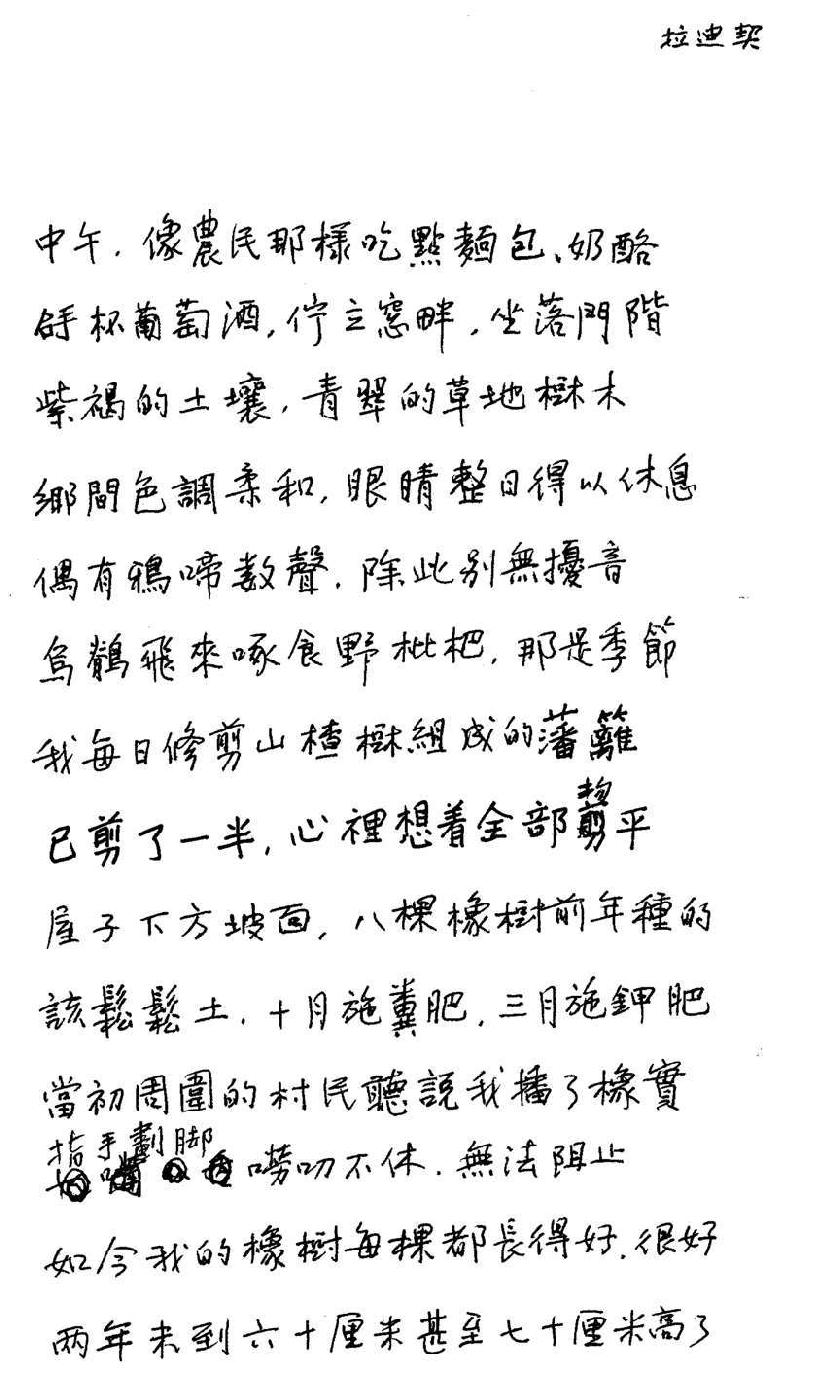 拉迪契
中午，像農民那樣吃點麵包、奶酪
舒杯葡萄酒，佇立窓畔，坐落門階
紫褐的土壤，青翠的草地樹木
鄉間色調柔和，眼睛整日得以休息
偶有鴉啼數聲，除此别無擾音
烏鶇飛來啄食野枇杷，那是季節
我每日修剪山楂樹組成的藩籬
已剪了一半，心裡想着全部剪平
屋子下方坡面，八棵橡樹前年種的
該鬆鬆土，十月施糞肥，三月施鉀肥
當初周圍的村民聽說我播了橡實
指手劃脚
嘮叨不休，無法阻止
如今我的橡樹每棵都長得好，很好
两年未到六十厘米甚至七十厘米高了